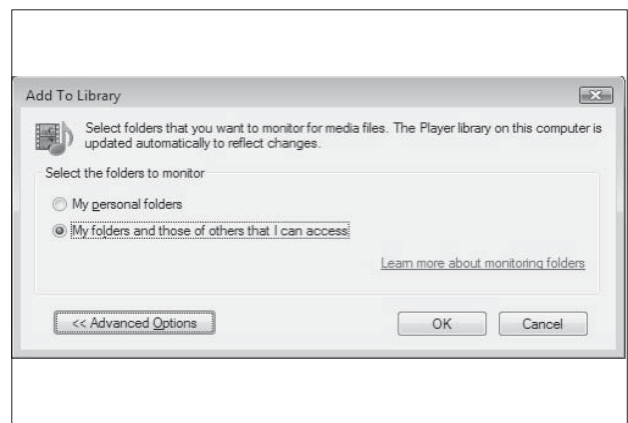 Add To Library
Select folders that you want to monitor for media files. The Player library on this computer is
updated automatically to reflect changes.
Select the folders to monitor
My personal folders
My folders and those of others that I can access
Learn more about monitoring folders
<< Advanced Options
OK
Cancel